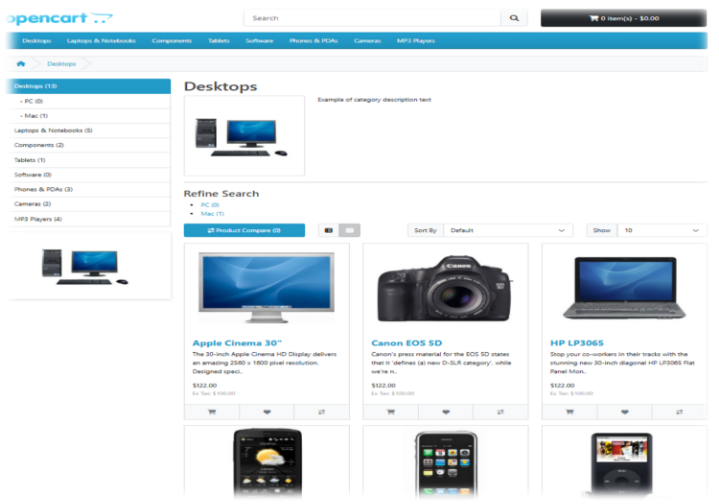 opencart
Search
0 item(s) - $0.00
Desktops Laptops & Notebooks Components Tablets Software Phones & PDAs Cameras MP3 Players
Desktops
Desktops (13)
- PC (0)
- Mac (1)
Laptops & Notebooks (5)
Components (2)
Tablets (1)
Software (0)
Phones & PDAs (3)
Cameras (2)
MP3 Players (4)
Desktops
Example of category description text
Refine Search
PC (0)
Mac (1)
Product Compare (0)
Sort By Default
Show 10
Apple Cinema 30"
The 30-inch Apple Cinema HD Display delivers
an amazing 2560 x 1600 pixel resolution.
Designed speci..
$122.00
Ex Tax: $100.00
Canon
Canon EOS 5D
Canon's press material for the EOS 5D states
that it 'defines (a) new D-SLR category', while
we're n..
$122.00
Ex Tax: $100.00
HP LP3065
Stop your co-workers in their tracks with the
stunning new 30-inch diagonal HP LP3065 Flat
Panel Mon..
$122.00
Ex Tax: $100.00